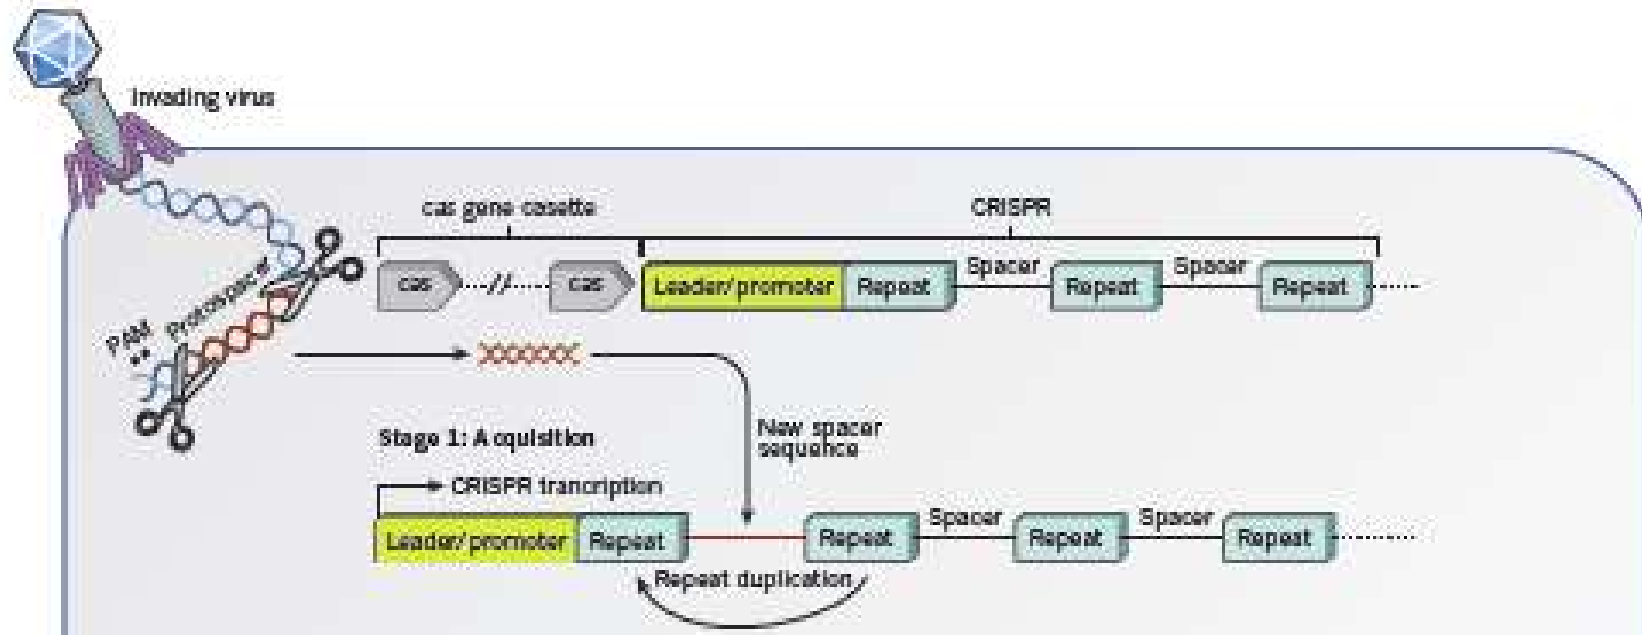 Invading virus
cas gene casette
CRISPR
cas
cas
Leader/promoter
Repeat
Spacer
Repeat
Spacer
Repeat
PAM
Protospacer
Stage 1: Acquisition
New spacer
sequence
CRISPR trancription
Leader/promoter
Repeat
Repeat
Spacer
Repeat
Spacer
Repeat
Repeat duplication